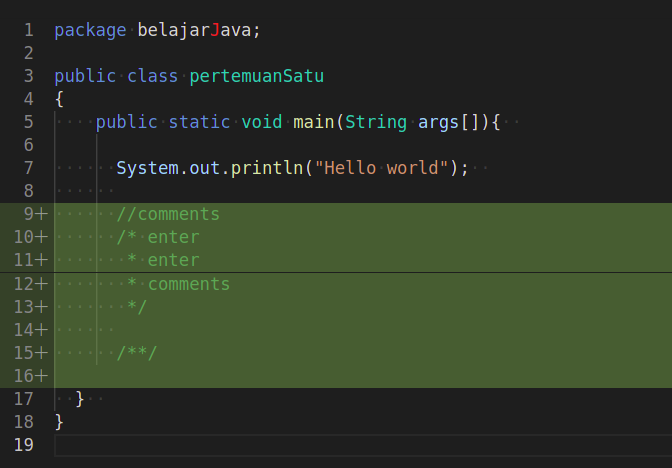 1 package belajarJava;
2
3 public class pertemuanSatu
4 {
5 public static void main(String args[]){
6
7 System.out.println("Hello world");
8
9+ //comments
10+ /* enter
11+ * enter
12+ * comments
13+ */
14+
15+ /**/
16+
17 }
18 }
19